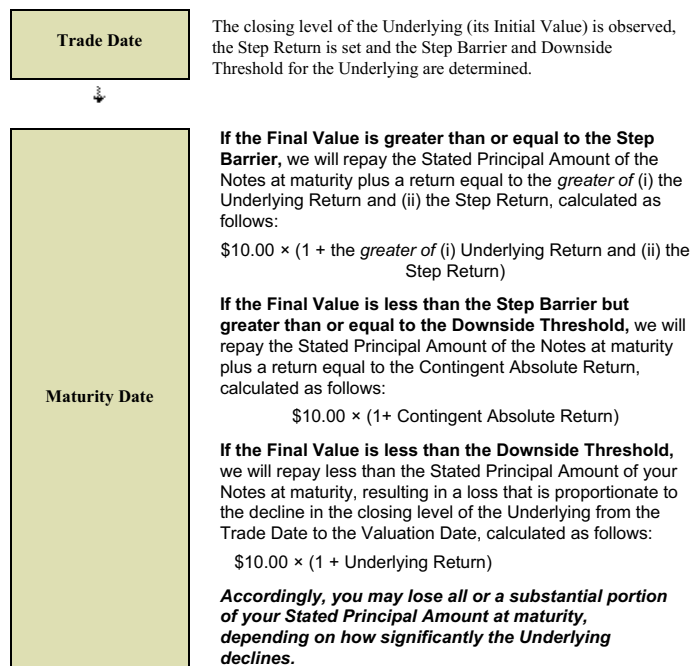 Trade Date
The closing level of the Underlying (its Initial Value) is observed,
the Step Return is set and the Step Barrier and Downside
Threshold for the Underlying are determined.
Maturity Date
If the Final Value is greater than or equal to the Step
Barrier, we will repay the Stated Principal Amount of the
Notes at maturity plus a return equal to the greater of (i) the
Underlying Return and (ii) the Step Return, calculated as
follows:
$10.00 × (1 + the greater of (i) Underlying Return and (ii) the
Step Return)
If the Final Value is less than the Step Barrier but
greater than or equal to the Downside Threshold, we will
repay the Stated Principal Amount of the Notes at maturity
plus a return equal to the Contingent Absolute Return,
calculated as follows:
$10.00 × (1+ Contingent Absolute Return)
If the Final Value is less than the Downside Threshold,
we will repay less than the Stated Principal Amount of your
Notes at maturity, resulting in a loss that is proportionate to
the decline in the closing level of the Underlying from the
Trade Date to the Valuation Date, calculated as follows:
$10.00 × (1 + Underlying Return)
Accordingly, you may lose all or a substantial portion
of your Stated Principal Amount at maturity,
depending on how significantly the Underlying
declines.